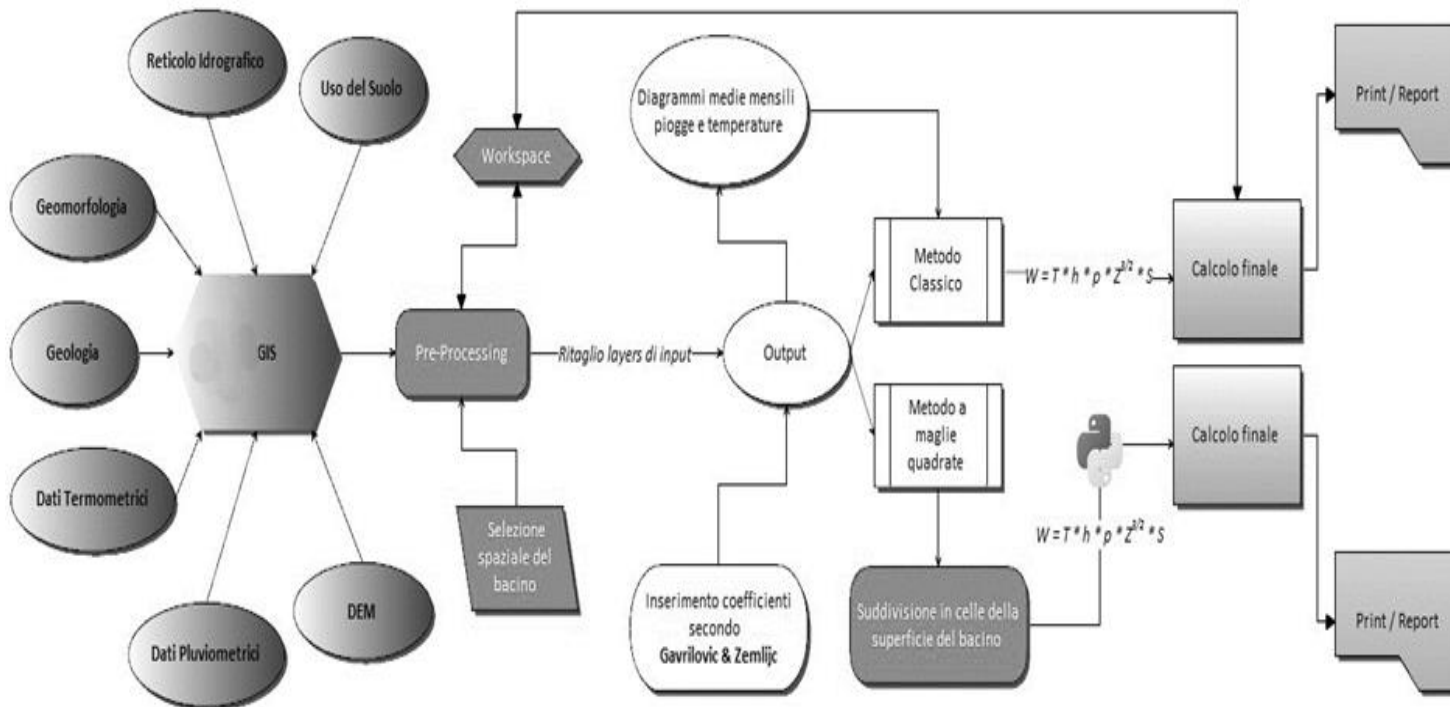 Reticolo Idrografico
Uso del Suolo
Geomorfologia
Geologia
GIS
Dati Termometrici
Dati Pluviometrici
DEM
Workspace
Pre-Processing
Selezione
spaziale del
bacino
Ritaglio layers di input
Diagrammi medie mensili
piogge e temperature
Output
Inserimento coefficienti
secondo
Gavrilovic & Zemlijc
Metodo
Classico
Metodo a
maglie
quadrate
Suddivisione in celle della
superficie del bacino
W = T * h * p * Z^3/2 * S
W = T * h * p * Z^3/2 * S
Calcolo finale
Calcolo finale
Print / Report
Print / Report